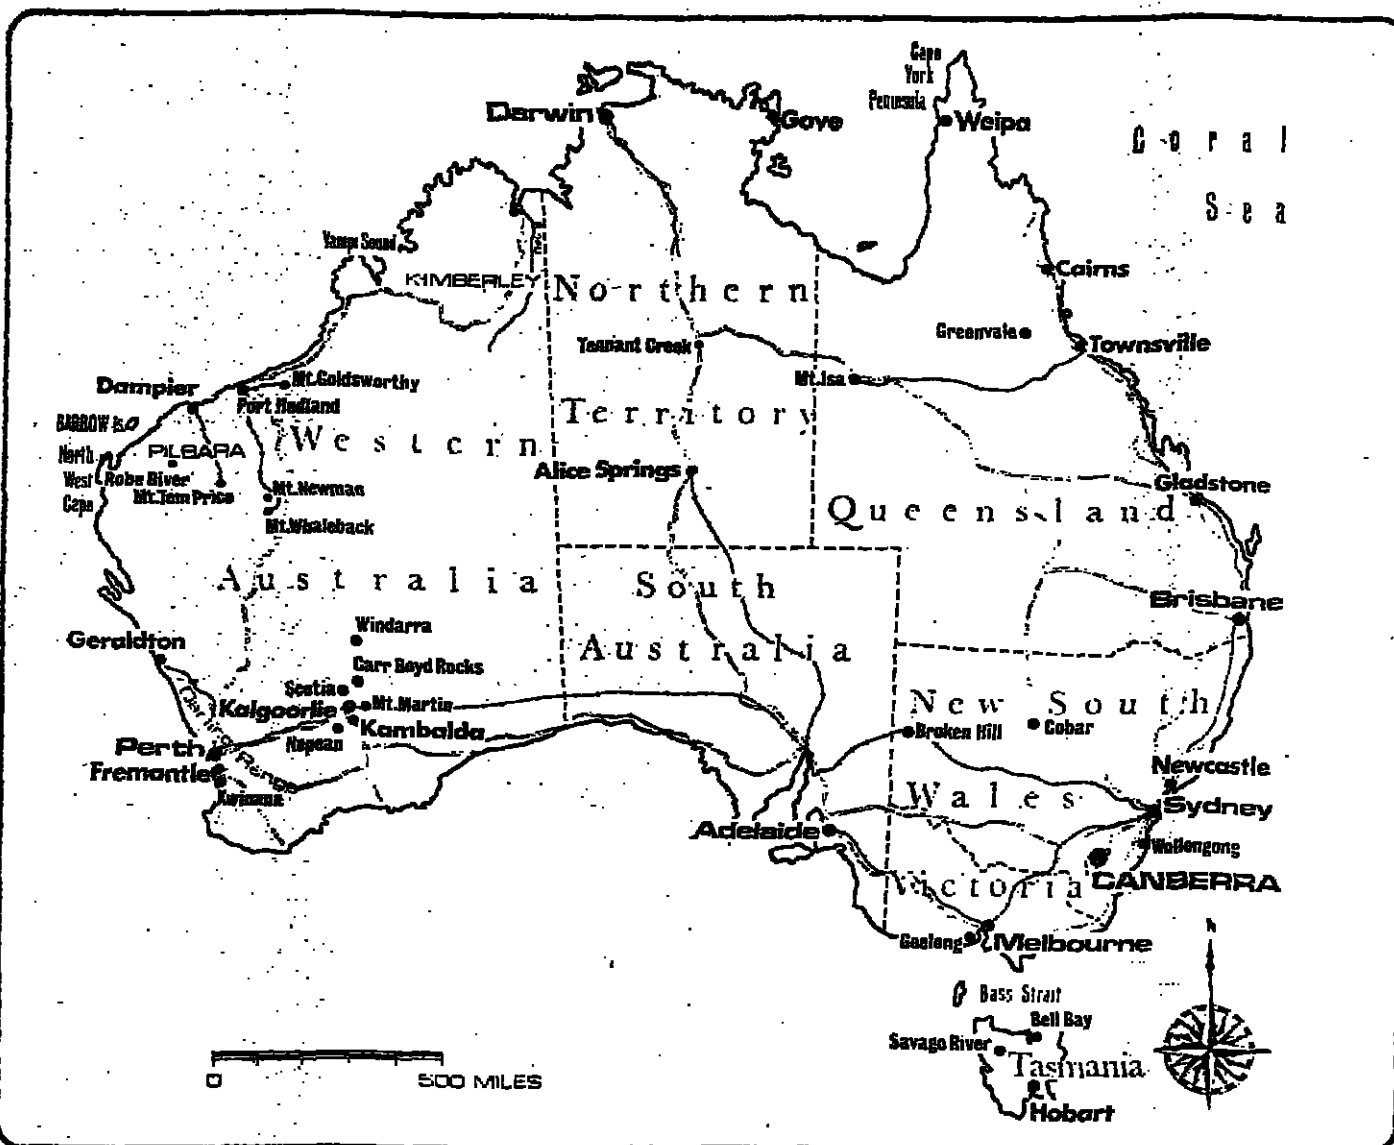 Cape
York
Peninsula
Darwin
Gove
Weipa
Coral
Sea
Yampi Sound
KIMBERLEY
Cairns
Northern
Greenvale
Townsville
Tennant Creek
Mt.Isa
Dampier
Mt.Goldsworthy
Port Hedland
BARROW Is
Territory
Western
North
West
Cape
PILBARA
Robe River
Mt.Tom Price
Alice Springs
Gladstone
Mt.Newman
Mt.Whaleback
Queensland
Australia
South
Australia
Brisbane
Geraldton
Windarra
Carr Boyd Rocks
Scotia
Kalgoorlie
Mt.Martin
Kambalda
Nepean
New South
Broken Hill
Cobar
Darling Range
Perth
Fremantle
Kwinana
Newcastle
Wales
Sydney
Adelaide
Wollongong
Victoria
CANBERRA
Geelong
Melbourne
N
Bass Strait
Bell Bay
Savage River
Tasmania
Hobart
0 500 MILES